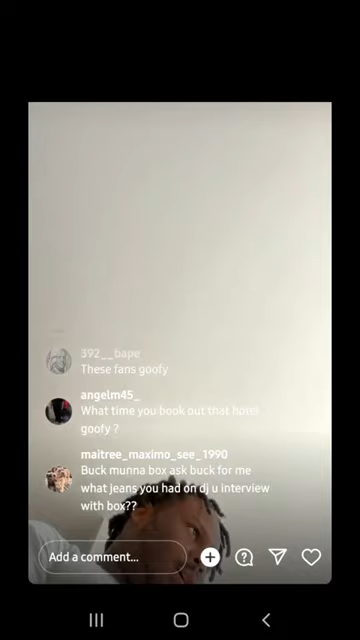 392__bape
These fans goofy
angelm45_
What time you book out that hotel
goofy ?
maitree_maximo_see_1990
Buck munna box ask buck for me
what jeans you had on dj u interview
with box??
Add a comment...